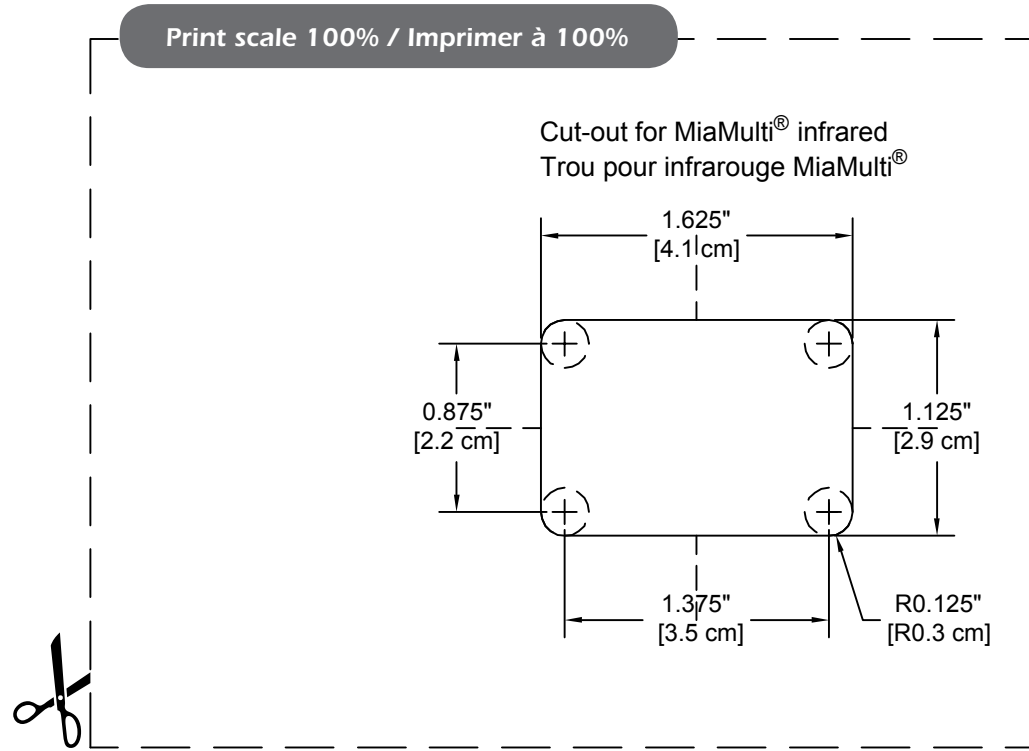 Print scale 100% / Imprimer à 100%
Cut-out for MiaMulti® infrared
Trou pour infrarouge MiaMulti®
1.625"
[4.1 cm]
0.875"
[2.2 cm]
1.125"
[2.9 cm]
1.375"
[3.5 cm]
R0.125"
[R0.3 cm]